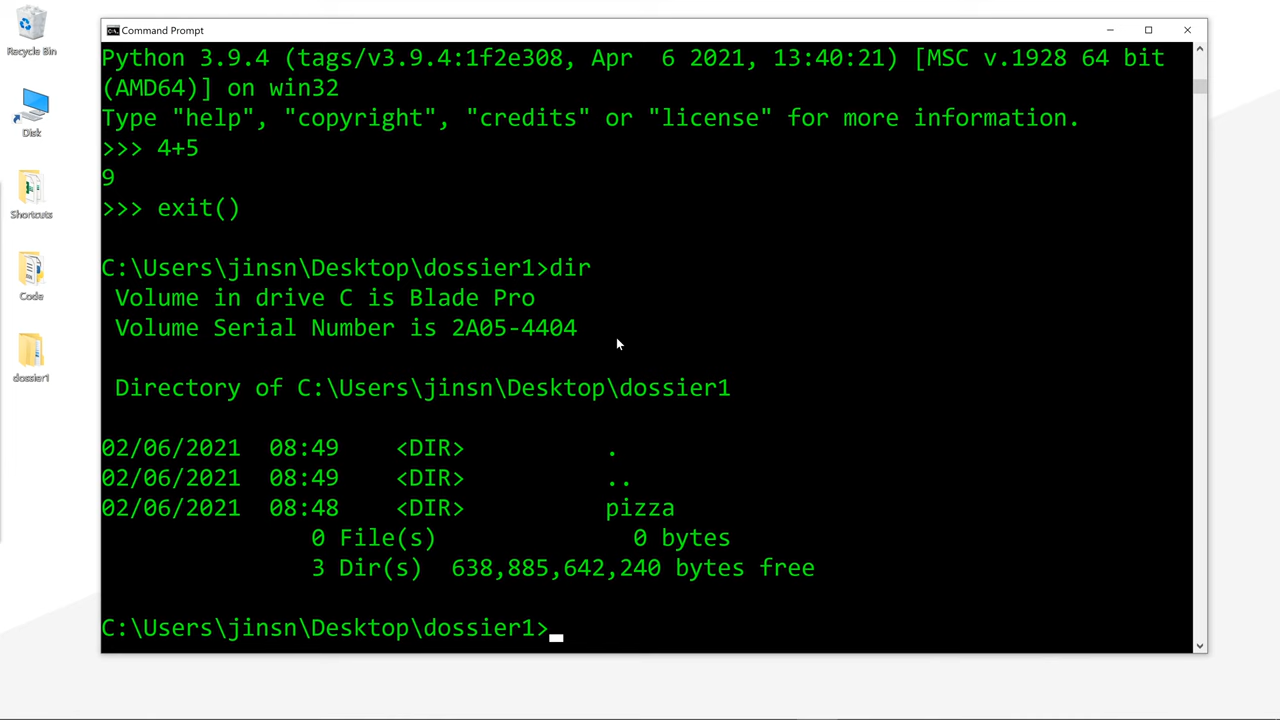 Recycle Bin
Disk
Shortcuts
Code
dossier1
Command Prompt
Python 3.9.4 (tags/v3.9.4:1f2e308, Apr  6 2021, 13:40:21) [MSC v.1928 64 bit
(AMD64)] on win32
Type "help", "copyright", "credits" or "license" for more information.
>>> 4+5
9
>>> exit()
C:\Users\jinsn\Desktop\dossier1>dir
Volume in drive C is Blade Pro
Volume Serial Number is 2A05-4404
Directory of C:\Users\jinsn\Desktop\dossier1
02/06/2021  08:49    <DIR>          .
02/06/2021  08:49    <DIR>          ..
02/06/2021  08:48    <DIR>          pizza
0 File(s)              0 bytes
3 Dir(s)  638,885,642,240 bytes free
C:\Users\jinsn\Desktop\dossier1>